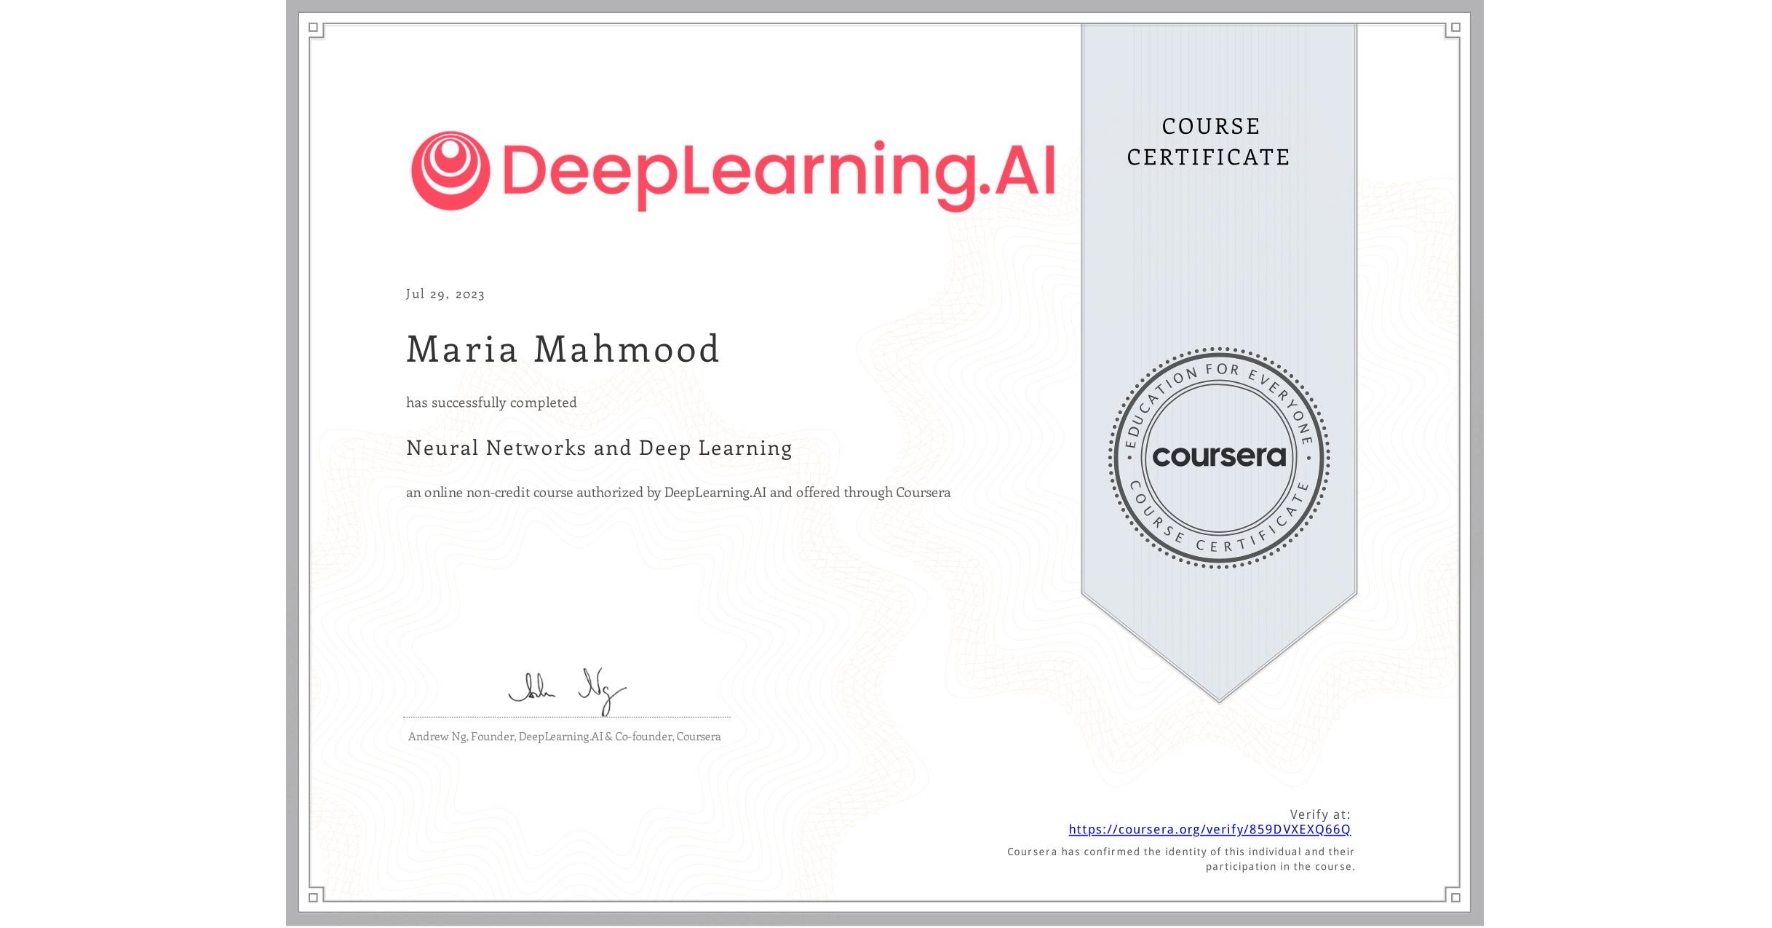 DeepLearning.AI
COURSE
CERTIFICATE
Jul 29, 2023
Maria Mahmood
has successfully completed
Neural Networks and Deep Learning
an online non-credit course authorized by DeepLearning.AI and offered through Coursera
EDUCATION FOR EVERYONE
coursera
COURSE CERTIFICATE
Andrew Ng, Founder, DeepLearning.AI & Co-founder, Coursera
Verify at:
https://coursera.org/verify/859DVXEXQ66Q
Coursera has confirmed the identity of this individual and their
participation in the course.